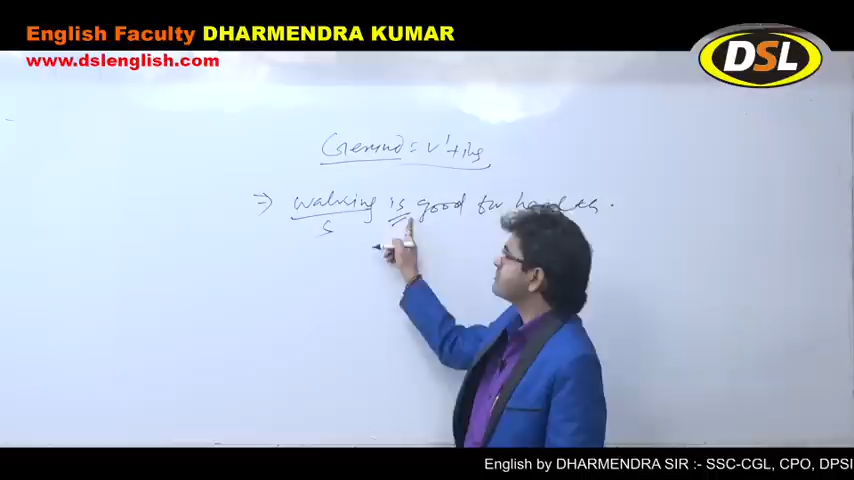 English Faculty DHARMENDRA KUMAR
www.dslenglish.com
DSL
Gerund = V¹+ing
⇒ walking is good for health.
S
English by DHARMENDRA SIR :- SSC-CGL, CPO, DPSI